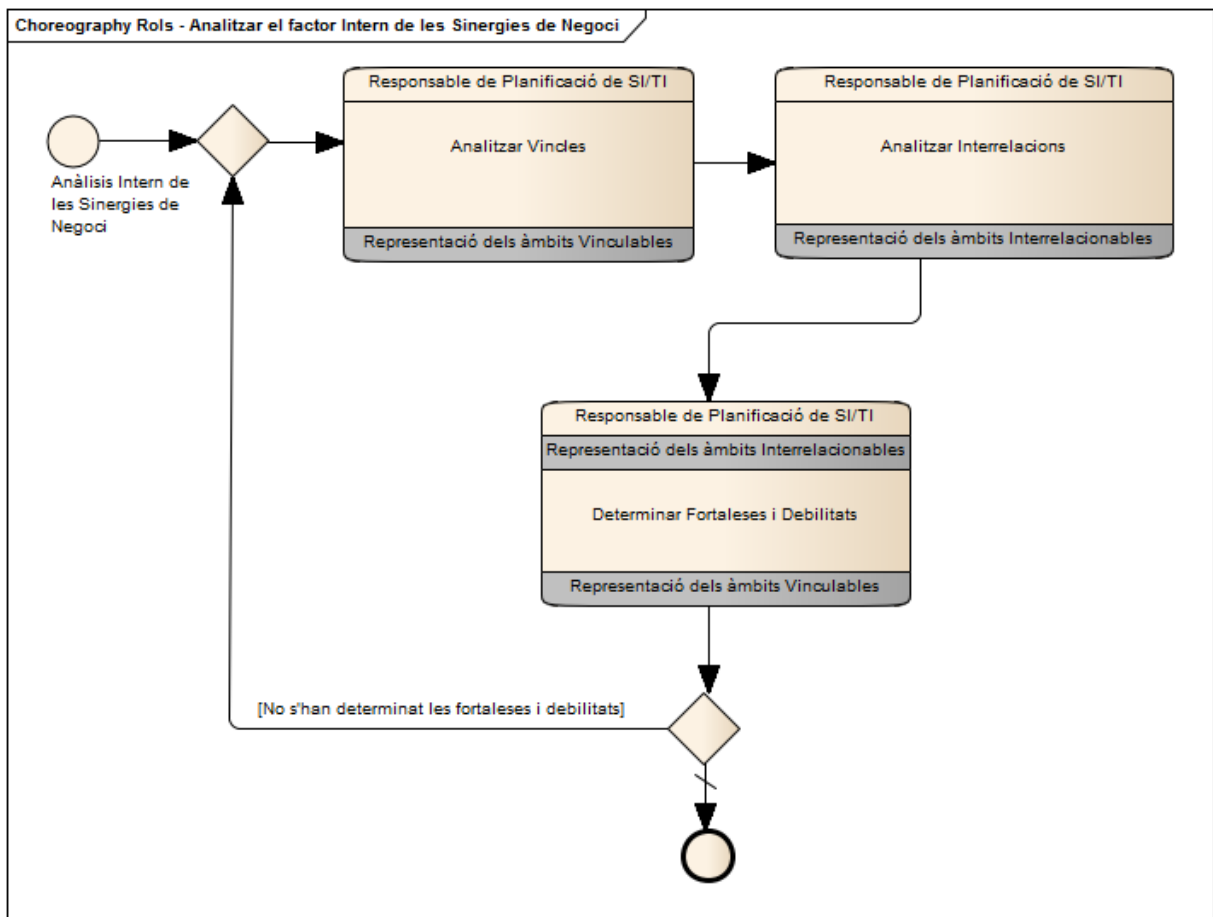 Choreography Rols - Analitzar el factor Intern de les Sinergies de Negoci
Responsable de Planificació de SI/TI
Analitzar Vincles
Representació dels àmbits Vinculables
Responsable de Planificació de SI/TI
Analitzar Interrelacions
Representació dels àmbits Interrelacionables
Anàlisis Intern de
les Sinergies de
Negoci
Responsable de Planificació de SI/TI
Representació dels àmbits Interrelacionables
Determinar Fortaleses i Debilitats
Representació dels àmbits Vinculables
[No s'han determinat les fortaleses i debilitats]